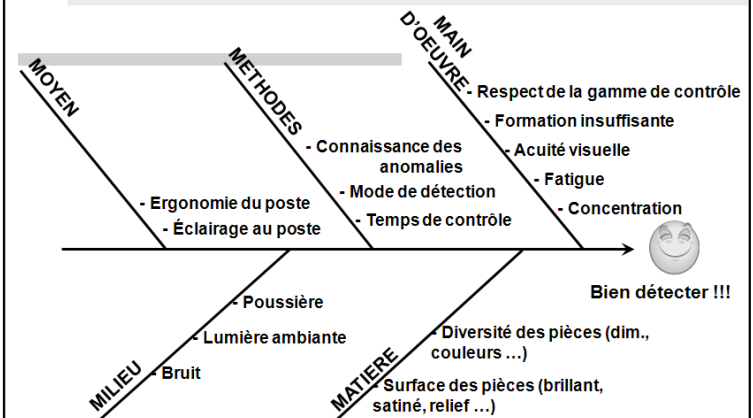 MOYEN
- Ergonomie du poste
- Éclairage au poste
METHODES
- Connaissance des
anomalies
- Mode de détection
- Temps de contrôle
MAIN
D'OEUVRE
- Respect de la gamme de contrôle
- Formation insuffisante
- Acuité visuelle
- Fatigue
- Concentration
Bien détecter !!!
MILIEU
- Poussière
- Lumière ambiante
- Bruit
MATIERE
- Diversité des pièces (dim.,
couleurs ...)
- Surface des pièces (brillant,
satiné, relief ...)